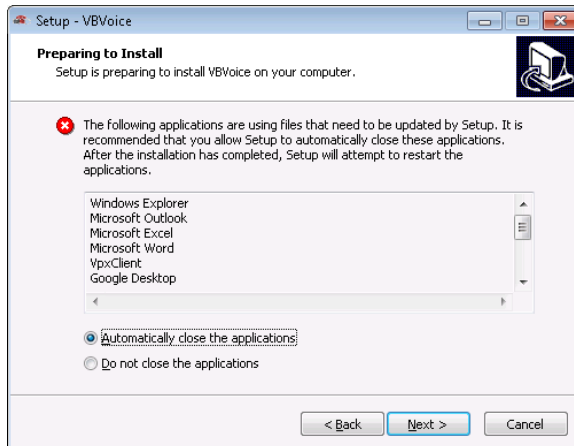 Setup - VBVoice
Preparing to Install
Setup is preparing to install VBVoice on your computer.
The following applications are using files that need to be updated by Setup. It is
recommended that you allow Setup to automatically close these applications.
After the installation has completed, Setup will attempt to restart the
applications.
Windows Explorer
Microsoft Outlook
Microsoft Excel
Microsoft Word
VpxClient
Google Desktop
Automatically close the applications
Do not close the applications
< Back Next > Cancel